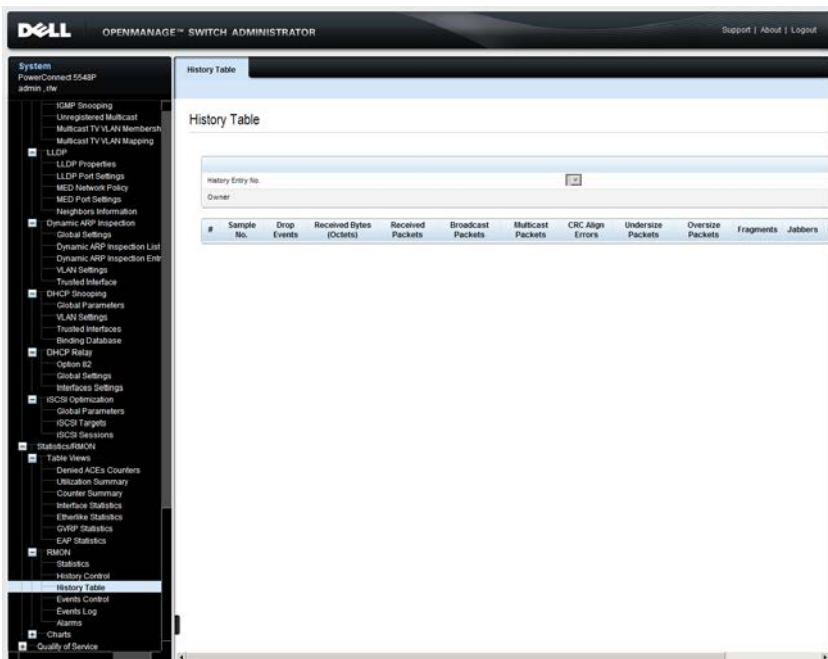 DELL
OPENMANAGE™ SWITCH ADMINISTRATOR
Support | About | Logout
System
PowerConnect 5548P
admin , r/w
IGMP Snooping
Unregistered Multicast
Multicast TV VLAN Membersh
Multicast TV VLAN Mapping
LLDP
LLDP Properties
LLDP Port Settings
MED Network Policy
MED Port Settings
Neighbors Information
Dynamic ARP Inspection
Global Settings
Dynamic ARP Inspection List
Dynamic ARP Inspection Entr
VLAN Settings
Trusted Interface
DHCP Snooping
Global Parameters
VLAN Settings
Trusted Interfaces
Binding Database
DHCP Relay
Option 82
Global Settings
Interfaces Settings
iSCSI Optimization
Global Parameters
iSCSI Targets
iSCSI Sessions
Statistics/RMON
Table Views
Denied ACEs Counters
Utilization Summary
Counter Summary
Interface Statistics
Etherlike Statistics
GVRP Statistics
EAP Statistics
RMON
Statistics
History Control
History Table
Events Control
Events Log
Alarms
Charts
Quality of Service
History Table
History Table
History Entry No.
Owner
# Sample No. Drop Events Received Bytes (Octets) Received Packets Broadcast Packets Multicast Packets CRC Align Errors Undersize Packets Oversize Packets Fragments Jabbers